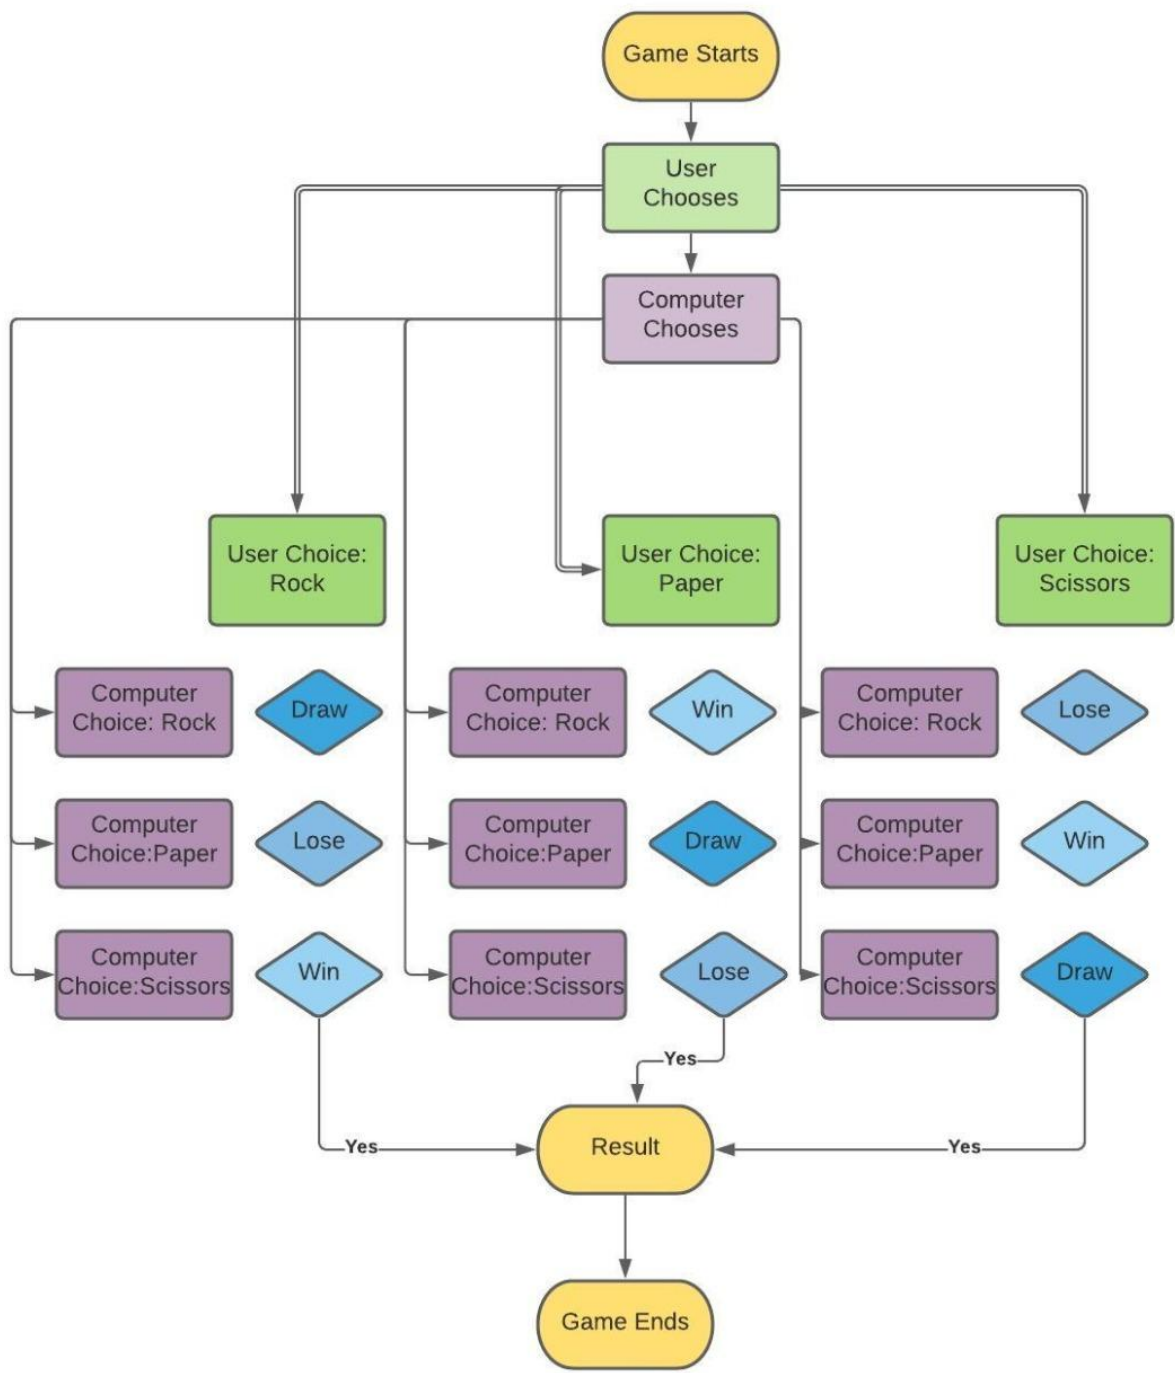 Game Starts
User
Chooses
Computer
Chooses
User Choice:
Rock
User Choice:
Paper
User Choice:
Scissors
Computer
Choice: Rock
Draw
Computer
Choice: Rock
Win
Computer
Choice: Rock
Lose
Computer
Choice:Paper
Lose
Computer
Choice:Paper
Draw
Computer
Choice:Paper
Win
Computer
Choice:Scissors
Win
Computer
Choice:Scissors
Lose
Computer
Choice:Scissors
Draw
Yes
Yes
Result
Yes
Game Ends